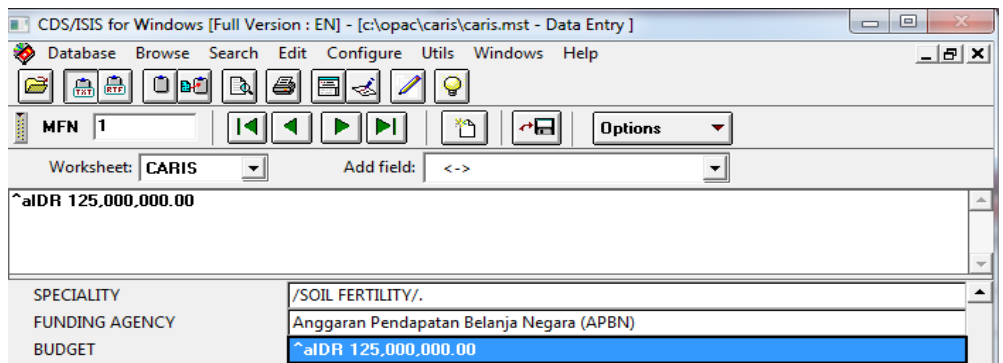 CDS/ISIS for Windows [Full Version : EN] - [c:\opac\caris\caris.mst - Data Entry ]
Database Browse Search Edit Configure Utils Windows Help
TXT RTF
MFN 1 Options
Worksheet: CARIS Add field: <->
^aIDR 125,000,000.00
SPECIALITY /SOIL FERTILITY/.
FUNDING AGENCY Anggaran Pendapatan Belanja Negara (APBN)
BUDGET ^aIDR 125,000,000.00